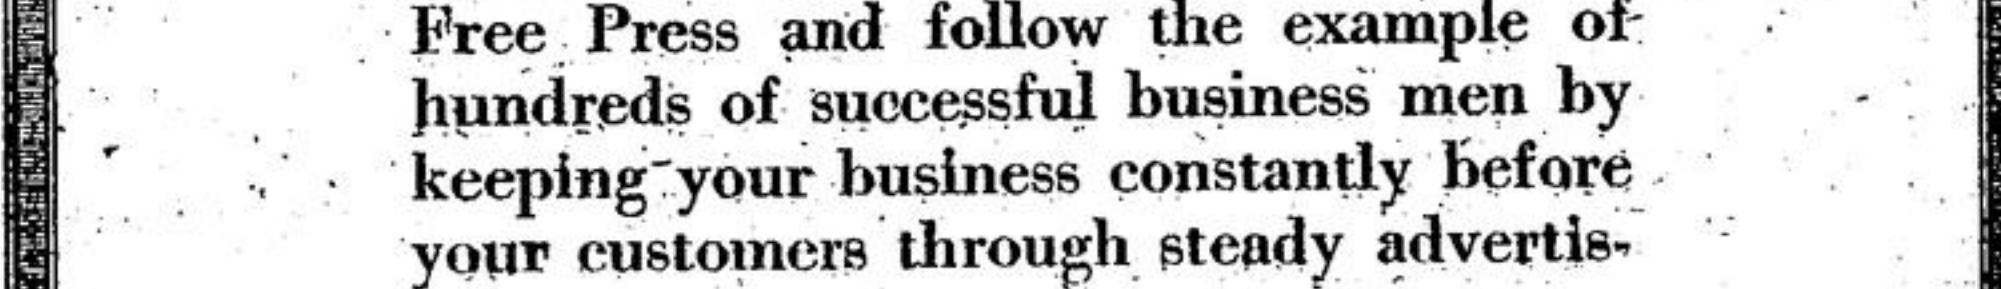 Free Press and follow the example of
hundreds of successful business men by
keeping your business constantly before
your customers through steady advertis-